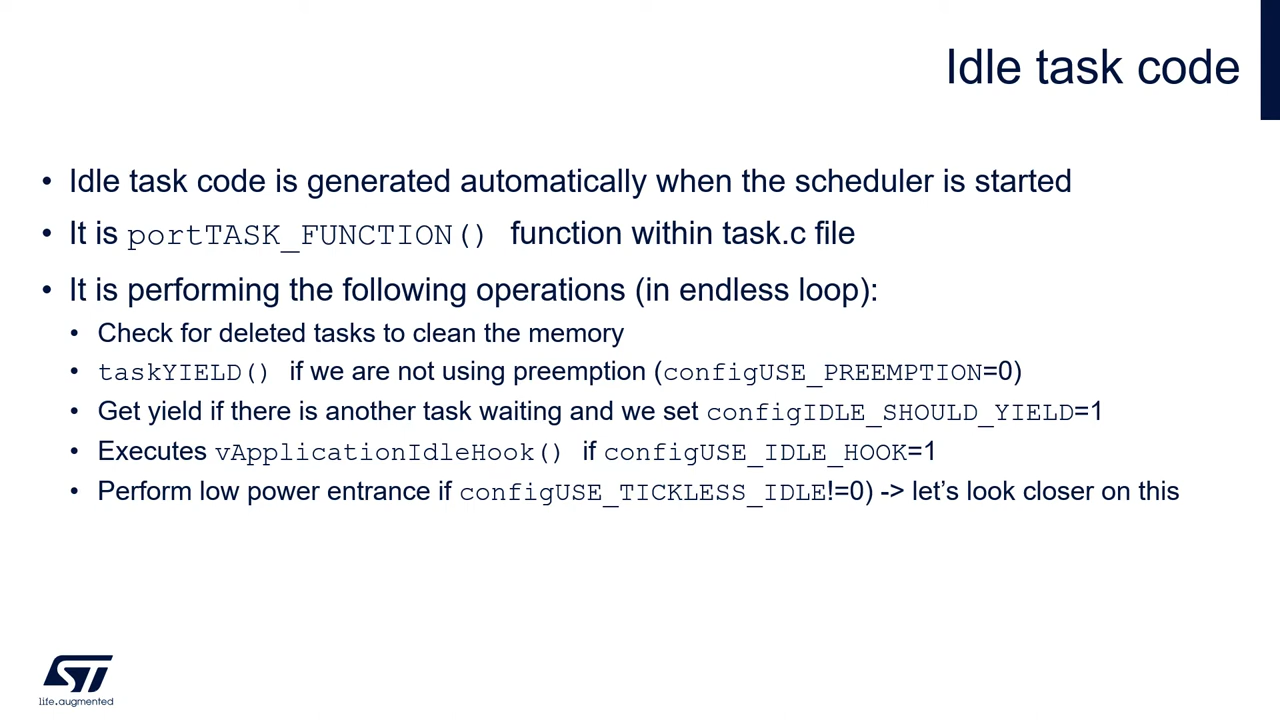 Idle task code
• Idle task code is generated automatically when the scheduler is started
• It is portTASK_FUNCTION() function within task.c file
• It is performing the following operations (in endless loop):
• Check for deleted tasks to clean the memory
• taskYIELD() if we are not using preemption (configUSE_PREEMPTION=0)
• Get yield if there is another task waiting and we set configIDLE_SHOULD_YIELD=1
• Executes vApplicationIdleHook() if configUSE_IDLE_HOOK=1
• Perform low power entrance if configUSE_TICKLESS_IDLE!=0) -> let’s look closer on this
ST
life.augmented